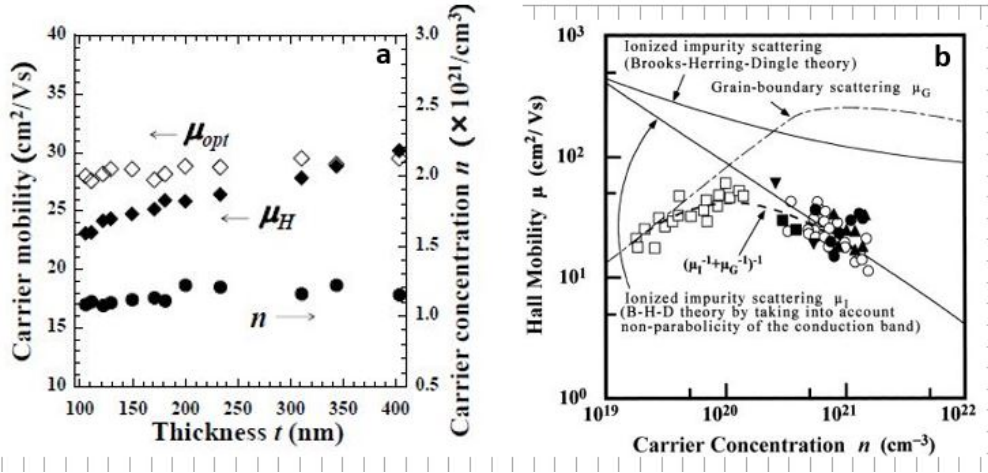 40
35
30
25
20
15
10
Carrier mobility (cm²/Vs)
a
← μopt
← μH
n →
100 150 200 250 300 350 400
Thickness t (nm)
3.0
2.5
2.0
1.5
1.0
0.5
Carrier concentration n (× 10²¹/cm³)
b
10³
10²
10¹
10⁰
Hall Mobility μ (cm²/Vs)
Ionized impurity scattering
(Brooks-Herring-Dingle theory)
Grain-boundary scattering μG
(μI⁻¹+μG⁻¹)⁻¹
Ionized impurity scattering μI
(B-H-D theory by taking into account
non-parabolicity of the conduction band)
10¹⁹ 10²⁰ 10²¹ 10²²
Carrier Concentration n (cm⁻³)